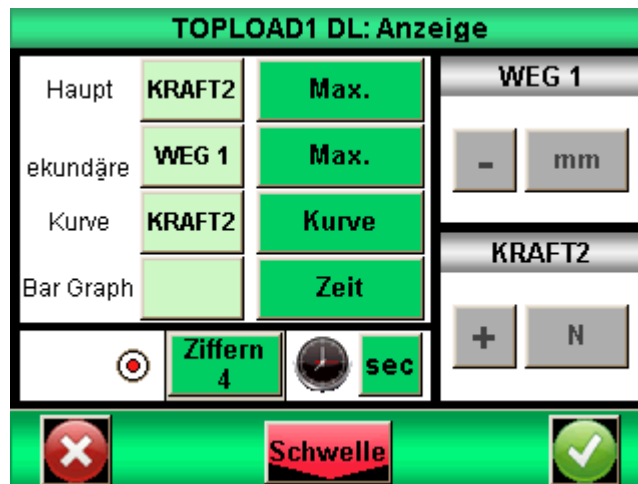 TOPLOAD1 DL: Anzeige
Haupt KRAFT2 Max.
ekundäre WEG 1 Max.
Kurve KRAFT2 Kurve
Bar Graph Zeit
Ziffern
4
sec
WEG 1
- mm
KRAFT2
+ N
Schwelle